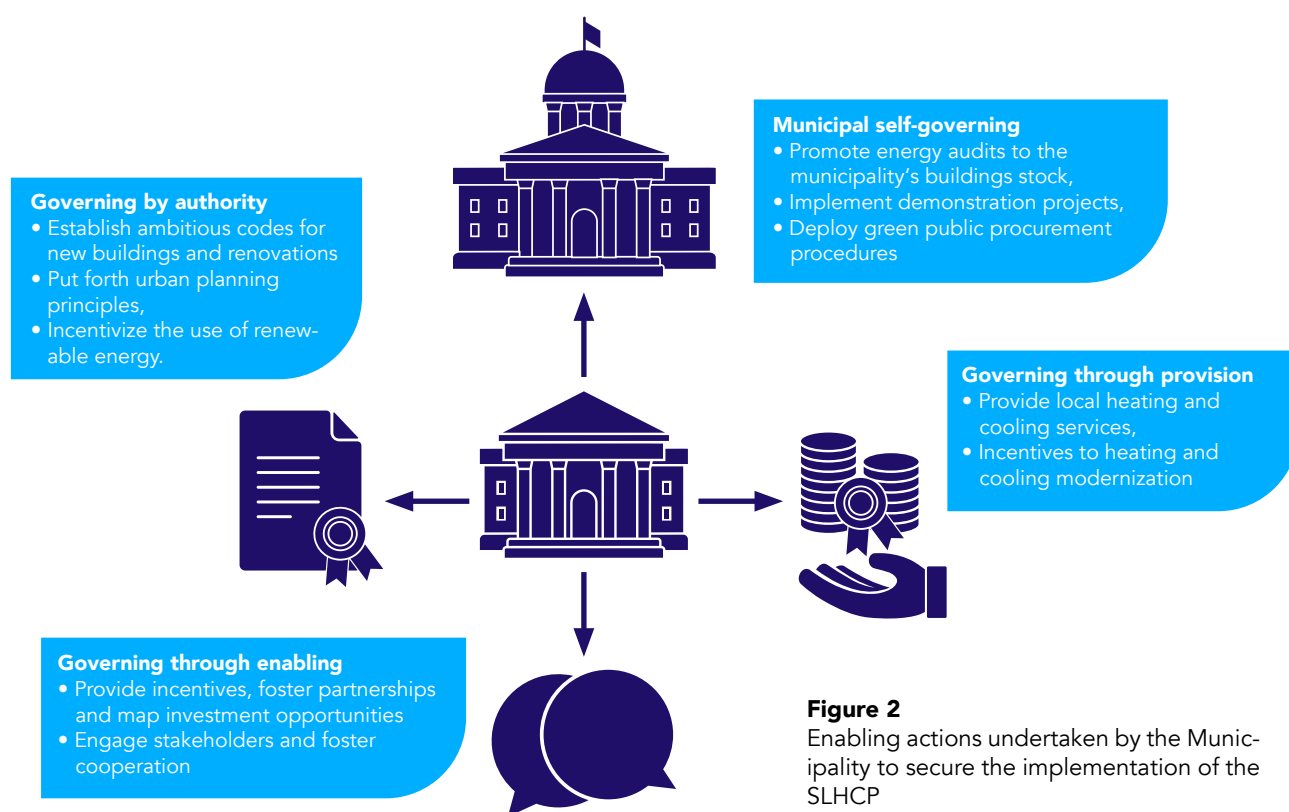 Municipal self-governing
• Promote energy audits to the
municipality's buildings stock,
• Implement demonstration projects,
• Deploy green public procurement
procedures
Governing by authority
• Establish ambitious codes for
new buildings and renovations
• Put forth urban planning
principles,
• Incentivize the use of renew-
able energy.
Governing through provision
• Provide local heating and
cooling services,
• Incentives to heating and
cooling modernization
Governing through enabling
• Provide incentives, foster partnerships
and map investment opportunities
• Engage stakeholders and foster
cooperation
Figure 2
Enabling actions undertaken by the Munic-
ipality to secure the implementation of the
SLHCP